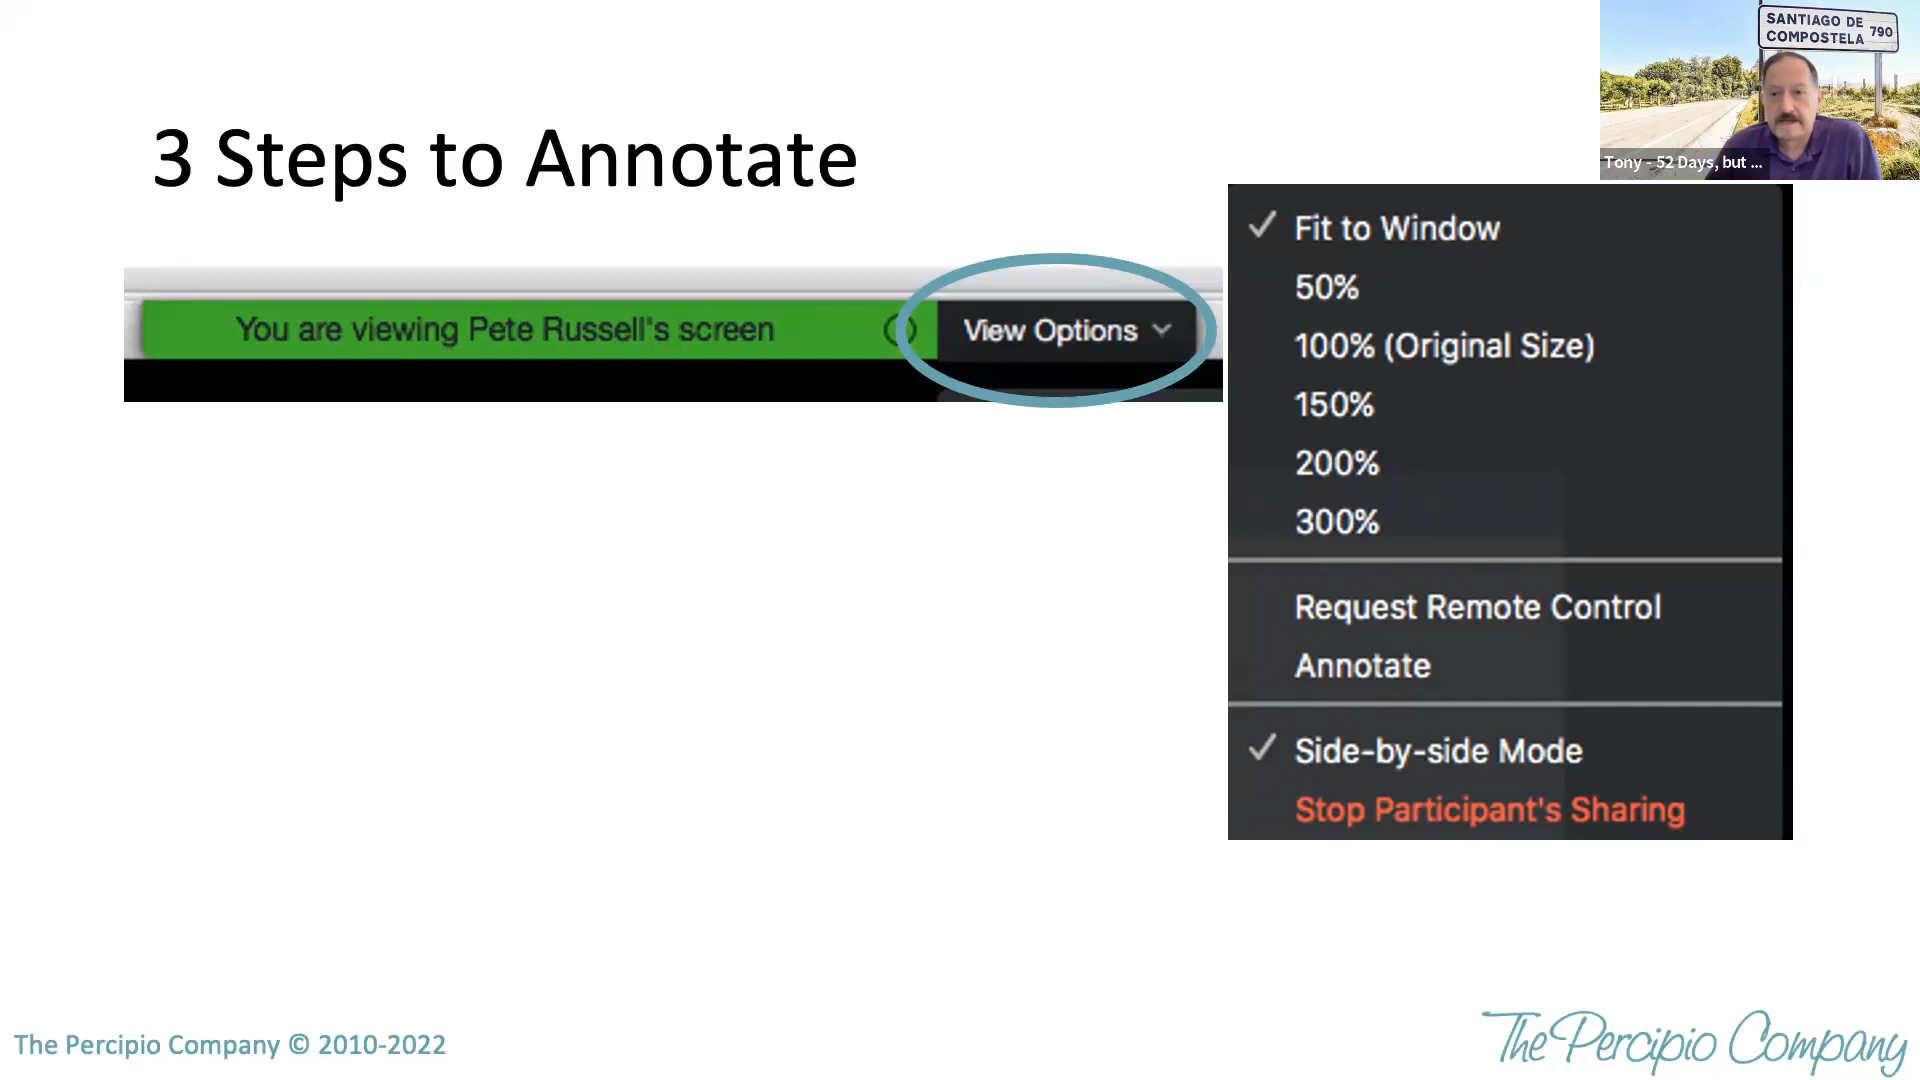 SANTIAGO DE
COMPOSTELA 790
Tony - 52 Days, but ...
3 Steps to Annotate
You are viewing Pete Russell's screen
View Options
Fit to Window
50%
100% (Original Size)
150%
200%
300%
Request Remote Control
Annotate
Side-by-side Mode
Stop Participant's Sharing
The Percipio Company © 2010-2022
The Percipio Company